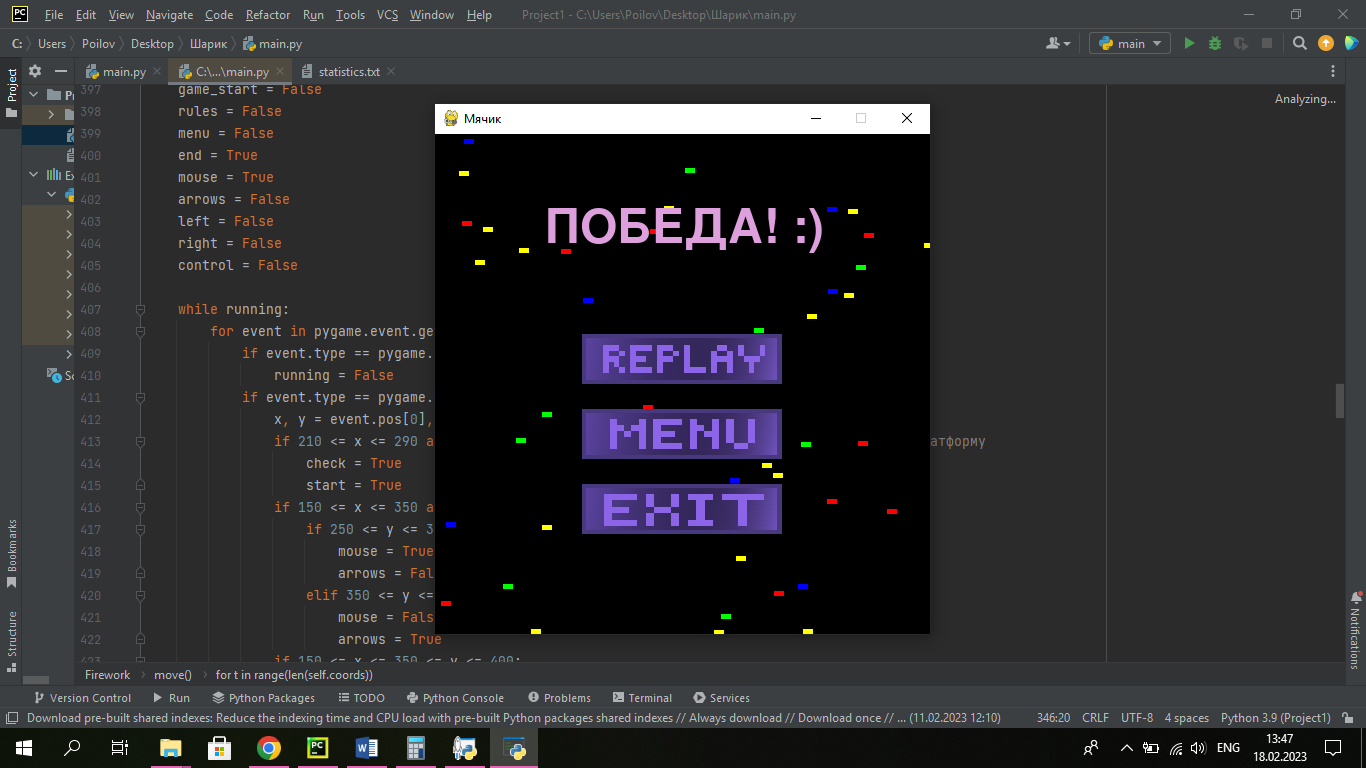 PC File Edit View Navigate Code Refactor Run Tools VCS Window Help Project1 - C:\Users\Poilov\Desktop\Шарик\main.py
C: Users Poilov Desktop Шарик main.py main
Project
main.py C:\...\main.py statistics.txt
397 game_start = False
Analyzing...
398 rules = False
399 menu = False
400 end = True
401 mouse = True
402 arrows = False
403 left = False
404 right = False
405 control = False
406
407 while running:
408 for event in pygame.event.ge
409 if event.type == pygame.
410 running = False
411 if event.type == pygame.
412 x, y = event.pos[0],
413 if 210 <= x <= 290 a атформу
414 check = True
415 start = True
416 if 150 <= x <= 350 a
417 if 250 <= y <= 3
418 mouse = True
419 arrows = Fal
420 elif 350 <= y <=
421 mouse = Fals
422 arrows = True
423 if 150 <= x <= 350 <= y <= 400:
Мячик
ПОБЕДА! :)
REPLAY
MENU
EXIT
Bookmarks
Structure
Notifications
Firework move() for t in range(len(self.coords))
Version Control Run Python Packages TODO Python Console Problems Terminal Services
Download pre-built shared indexes: Reduce the indexing time and CPU load with pre-built Python packages shared indexes // Always download // Download once // ... (11.02.2023 12:10) 346:20 CRLF UTF-8 4 spaces Python 3.9 (Project1)
PC W ENG 13:47
18.02.2023